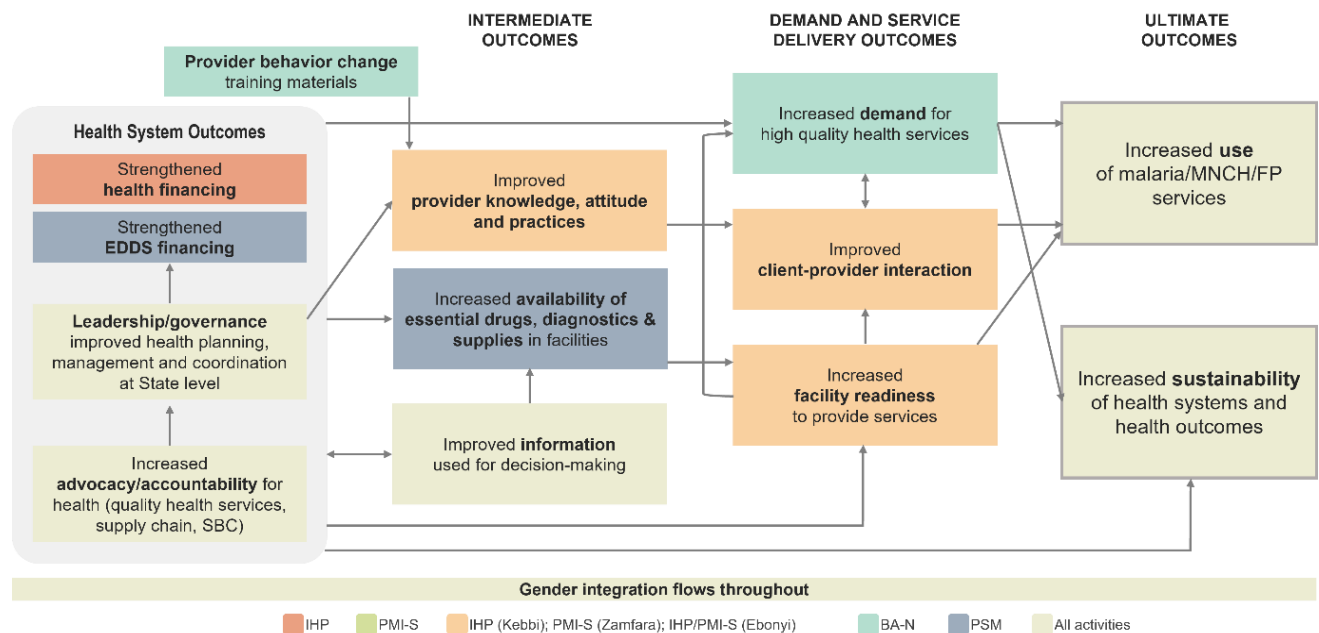 INTERMEDIATE
OUTCOMES
DEMAND AND SERVICE
DELIVERY OUTCOMES
ULTIMATE
OUTCOMES
Provider behavior change
training materials
Health System Outcomes
Strengthened
health financing
Strengthened
EDDS financing
Leadership/governance
improved health planning,
management and coordination
at State level
Increased
advocacy/accountability for
health (quality health services,
supply chain, SBC)
Improved
provider knowledge, attitude
and practices
Increased availability of
essential drugs, diagnostics &
supplies in facilities
Improved information
used for decision-making
Increased demand for
high quality health services
Improved
client-provider interaction
Increased
facility readiness
to provide services
Increased use
of malaria/MNCH/FP
services
Increased sustainability
of health systems and
health outcomes
Gender integration flows throughout
IHP
PMI-S
IHP (Kebbi); PMI-S (Zamfara); IHP/PMI-S (Ebonyi)
BA-N
PSM
All activities